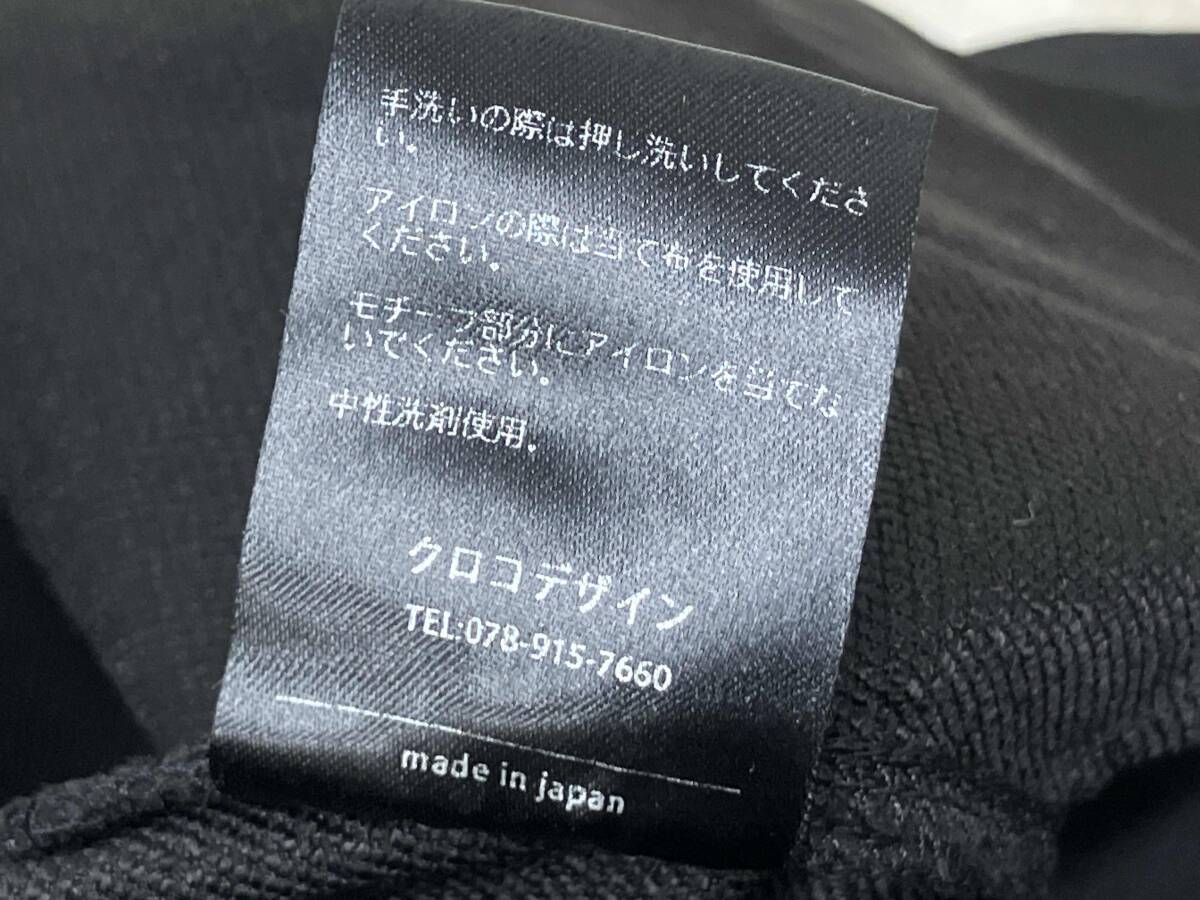 手洗いの際は押し洗いしてくださ
い。
アイロンの際は当て布を使用して
ください。
モチーフ部分にアイロンを当てな
いでください。
中性洗剤使用。
クロコデザイン
TEL:078-915-7660
made in japan